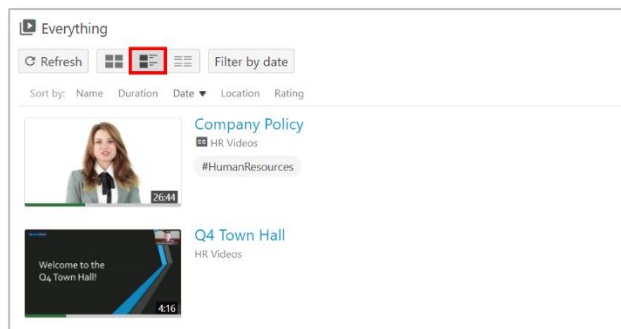 Everything
Refresh
Filter by date
Sort by: Name Duration Date ▼ Location Rating
Company Policy
CC HR Videos
#HumanResources
26:44
Q4 Town Hall
HR Videos
Welcome to the
Q4 Town Hall!
4:16